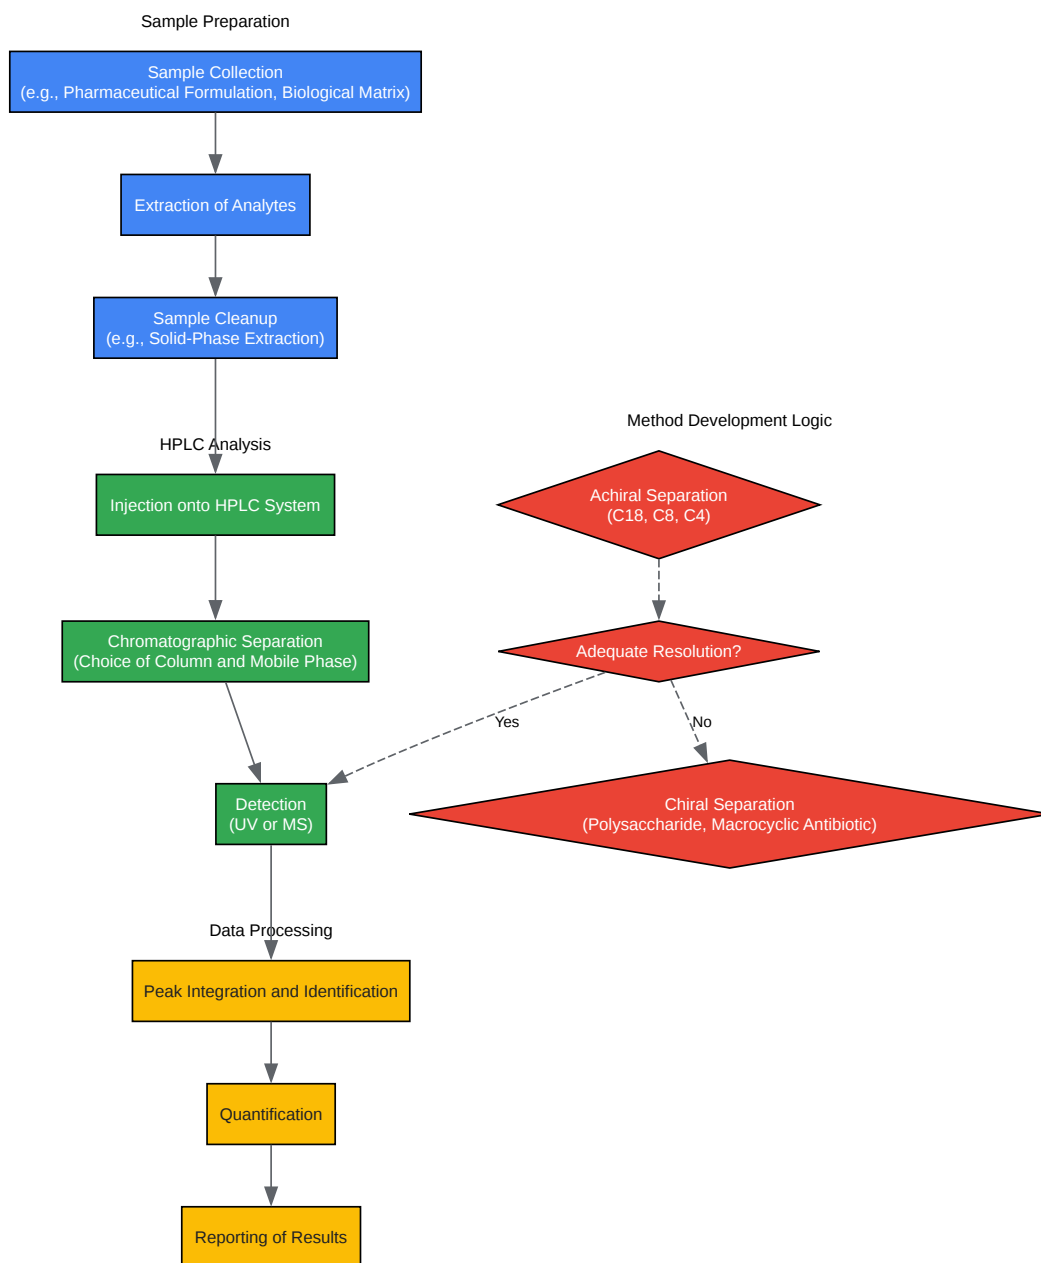 Sample Preparation
Sample Collection
(e.g., Pharmaceutical Formulation, Biological Matrix)
Extraction of Analytes
Sample Cleanup
(e.g., Solid-Phase Extraction)
HPLC Analysis
Injection onto HPLC System
Chromatographic Separation
(Choice of Column and Mobile Phase)
Detection
(UV or MS)
Method Development Logic
Achiral Separation
(C18, C8, C4)
Adequate Resolution?
Yes
No
Chiral Separation
(Polysaccharide, Macrocyclic Antibiotic)
Data Processing
Peak Integration and Identification
Quantification
Reporting of Results